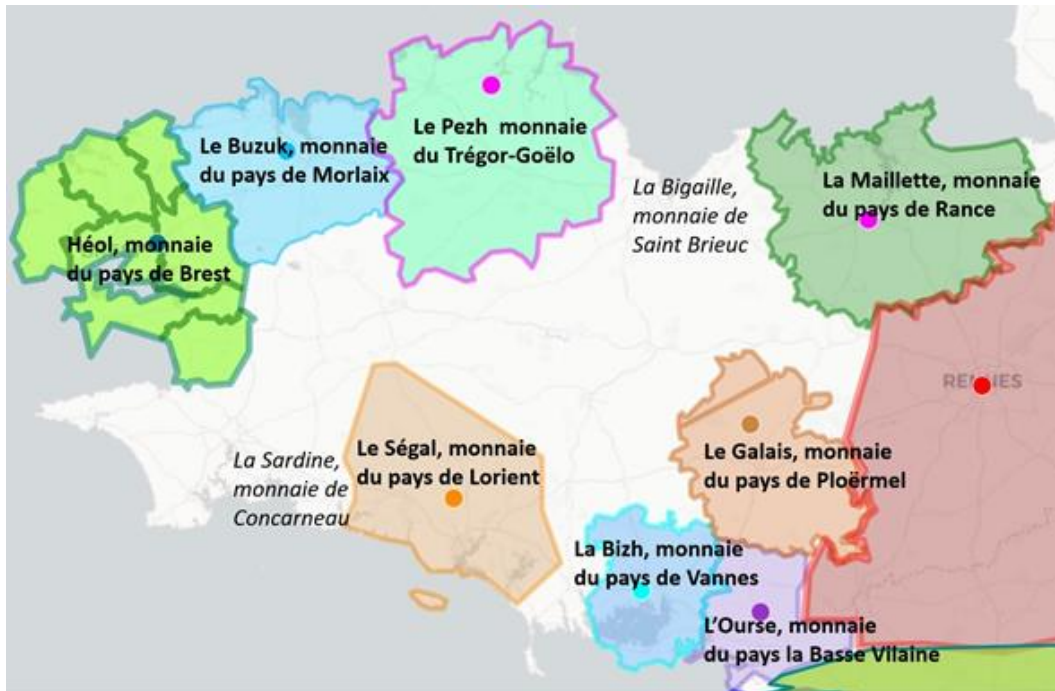 Le Buzuk, monnaie
du pays de Morlaix
Le Pezh monnaie
du Trégor-Goëlo
La Bigaille,
monnaie de
Saint Brieuc
La Maillette, monnaie
du pays de Rance
Héol, monnaie
du pays de Brest
RENNES
La Sardine,
monnaie de
Concarneau
Le Ségal, monnaie
du pays de Lorient
Le Galais, monnaie
du pays de Ploërmel
La Bizh, monnaie
du pays de Vannes
L'Ourse, monnaie
du pays la Basse Vilaine